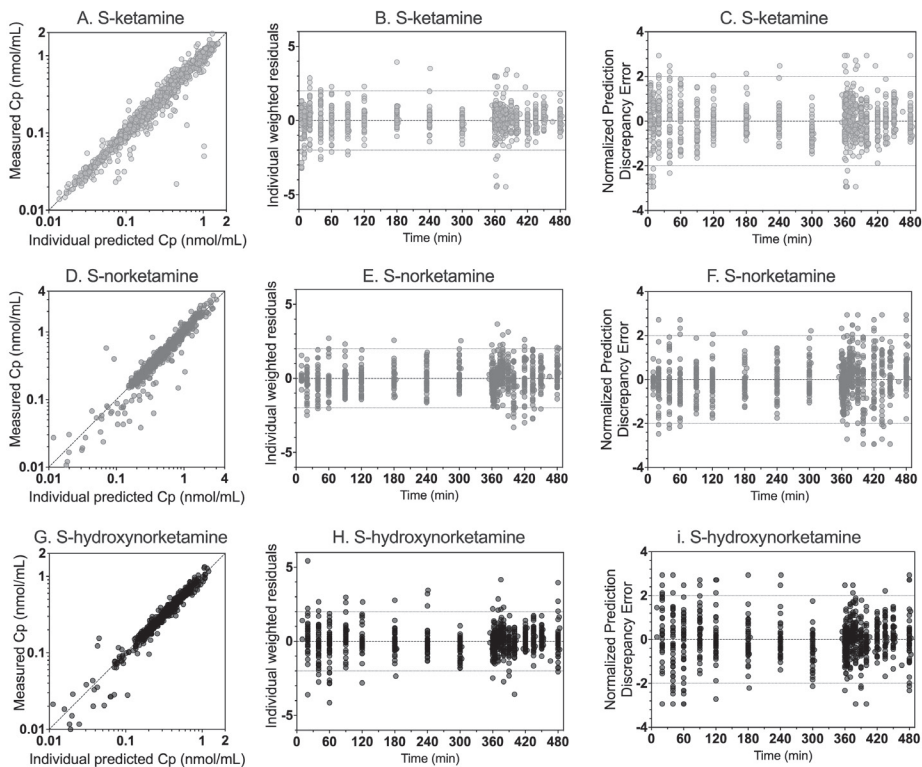 A. S-ketamine
Measured Cp (nmol/mL)
2
1
0.1
0.01
0.01 0.1 1 2
Individual predicted Cp (nmol/mL)
B. S-ketamine
Individual weighted residuals
5
0
-5
0 60 120 180 240 300 360 420 480
Time (min)
C. S-ketamine
Normalized Prediction
Discrepancy Error
4
2
0
-2
-4
0 60 120 180 240 300 360 420 480
Time (min)
D. S-norketamine
Measured Cp (nmol/mL)
4
1
0.1
0.01
0.01 0.1 1 4
Individual predicted Cp (nmol/mL)
E. S-norketamine
Individual weighted residuals
5
0
-5
0 60 120 180 240 300 360 420 480
Time (min)
F. S-norketamine
Normalized Prediction
Discrepancy Error
4
2
0
-2
-4
0 60 120 180 240 300 360 420 480
Time (min)
G. S-hydroxynorketamine
Measured Cp (nmol/mL)
2
1
0.1
0.01
0.01 0.1 1 2
Individual predicted Cp (nmol/mL)
H. S-hydroxynorketamine
Individual weighted residuals
5
0
-5
0 60 120 180 240 300 360 420 480
Time (min)
i. S-hydroxynorketamine
Normalized Prediction
Discrepancy Error
4
2
0
-2
-4
0 60 120 180 240 300 360 420 480
Time (min)